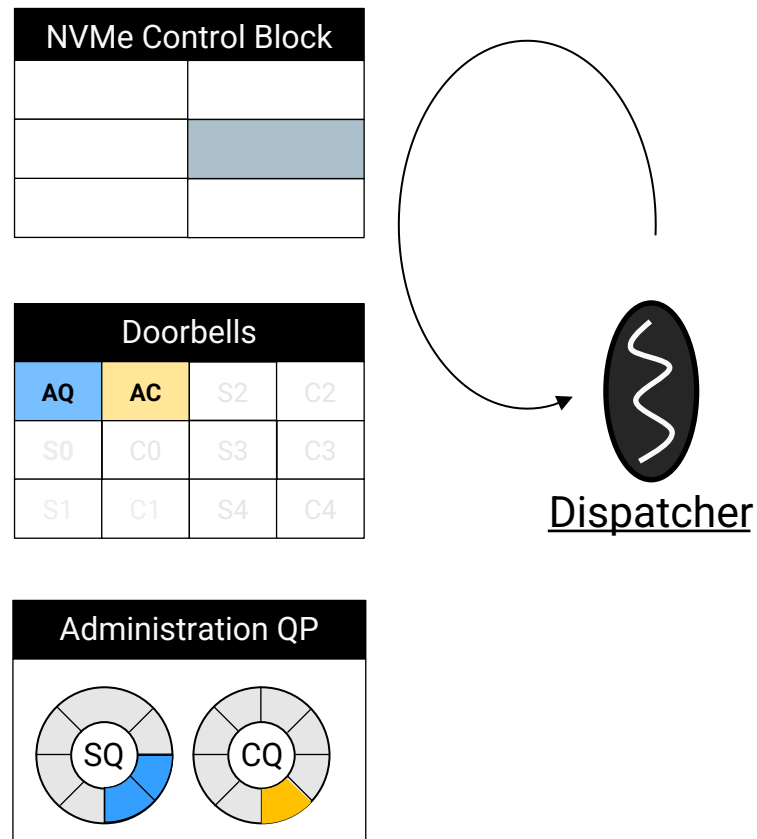 NVMe Control Block
Doorbells
AQ AC S2 C2
S0 C0 S3 C3
S1 C1 S4 C4
Dispatcher
Administration QP
SQ CQ